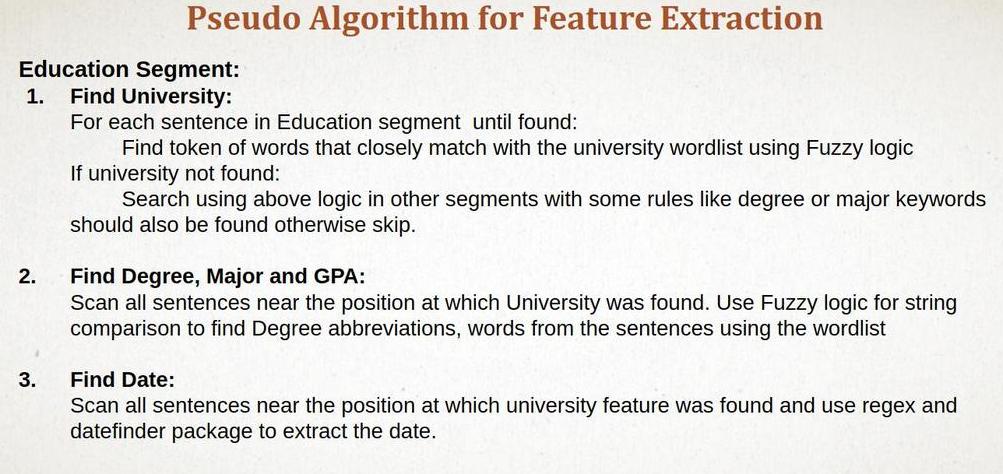 Pseudo Algorithm for Feature Extraction
Education Segment:
1. Find University:
For each sentence in Education segment until found:
Find token of words that closely match with the university wordlist using Fuzzy logic
If university not found:
Search using above logic in other segments with some rules like degree or major keywords
should also be found otherwise skip.
2. Find Degree, Major and GPA:
Scan all sentences near the position at which University was found. Use Fuzzy logic for string
comparison to find Degree abbreviations, words from the sentences using the wordlist
3. Find Date:
Scan all sentences near the position at which university feature was found and use regex and
datefinder package to extract the date.